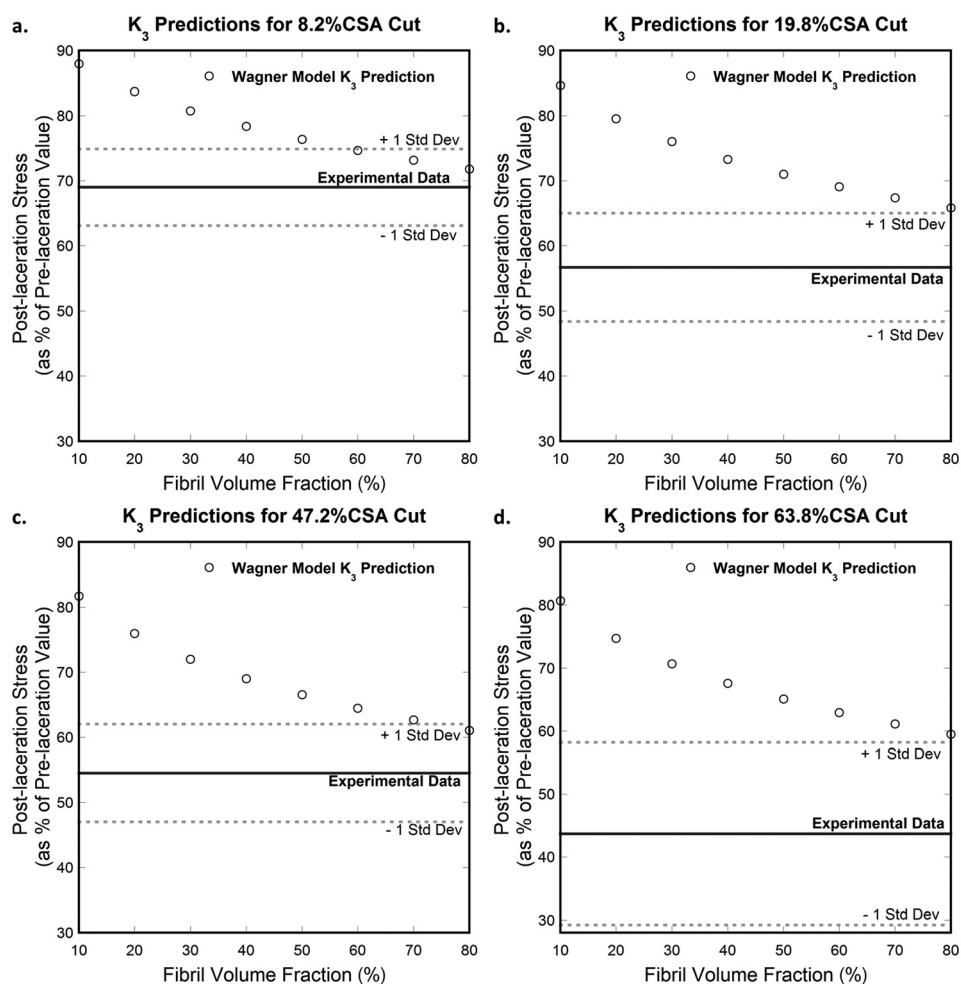 a.
K₃ Predictions for 8.2%CSA Cut
Post-laceration Stress
(as % of Pre-laceration Value)
90
80
70
60
50
40
30
Wagner Model K₃ Prediction
+ 1 Std Dev
Experimental Data
- 1 Std Dev
10 20 30 40 50 60 70 80
Fibril Volume Fraction (%)
b.
K₃ Predictions for 19.8%CSA Cut
Post-laceration Stress
(as % of Pre-laceration Value)
90
80
70
60
50
40
30
Wagner Model K₃ Prediction
+ 1 Std Dev
Experimental Data
- 1 Std Dev
10 20 30 40 50 60 70 80
Fibril Volume Fraction (%)
c.
K₃ Predictions for 47.2%CSA Cut
Post-laceration Stress
(as % of Pre-laceration Value)
90
80
70
60
50
40
30
Wagner Model K₃ Prediction
+ 1 Std Dev
Experimental Data
- 1 Std Dev
10 20 30 40 50 60 70 80
Fibril Volume Fraction (%)
d.
K₃ Predictions for 63.8%CSA Cut
Post-laceration Stress
(as % of Pre-laceration Value)
90
80
70
60
50
40
30
Wagner Model K₃ Prediction
+ 1 Std Dev
Experimental Data
- 1 Std Dev
10 20 30 40 50 60 70 80
Fibril Volume Fraction (%)